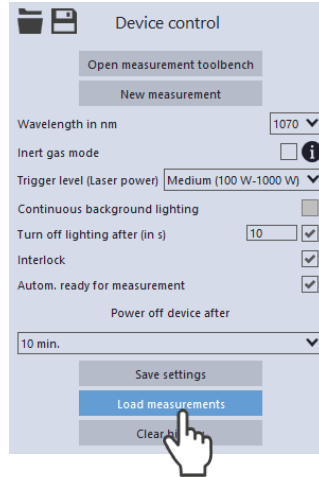 Device control
Open measurement toolbench
New measurement
Wavelength in nm 1070
Inert gas mode i
Trigger level (Laser power) Medium (100 W-1000 W)
Continuous background lighting
Turn off lighting after (in s) 10
Interlock
Autom. ready for measurement
Power off device after
10 min.
Save settings
Load measurements
Clear